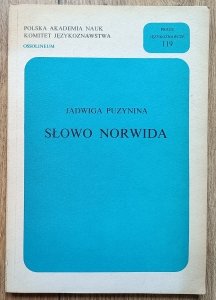 POLSKA AKADEMIA NAUK
KOMITET JĘZYKOZNAWSTWA
OSSOLINEUM
PRACE
JĘZYKOZNAWCZE
119
JADWIGA PUZYNINA
SŁOWO NORWIDA